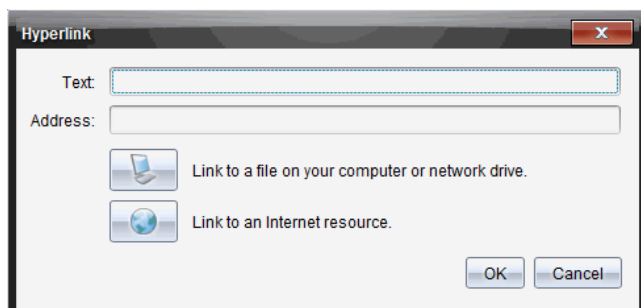 Hyperlink
Text:
Address:
Link to a file on your computer or network drive.
Link to an Internet resource.
OK Cancel